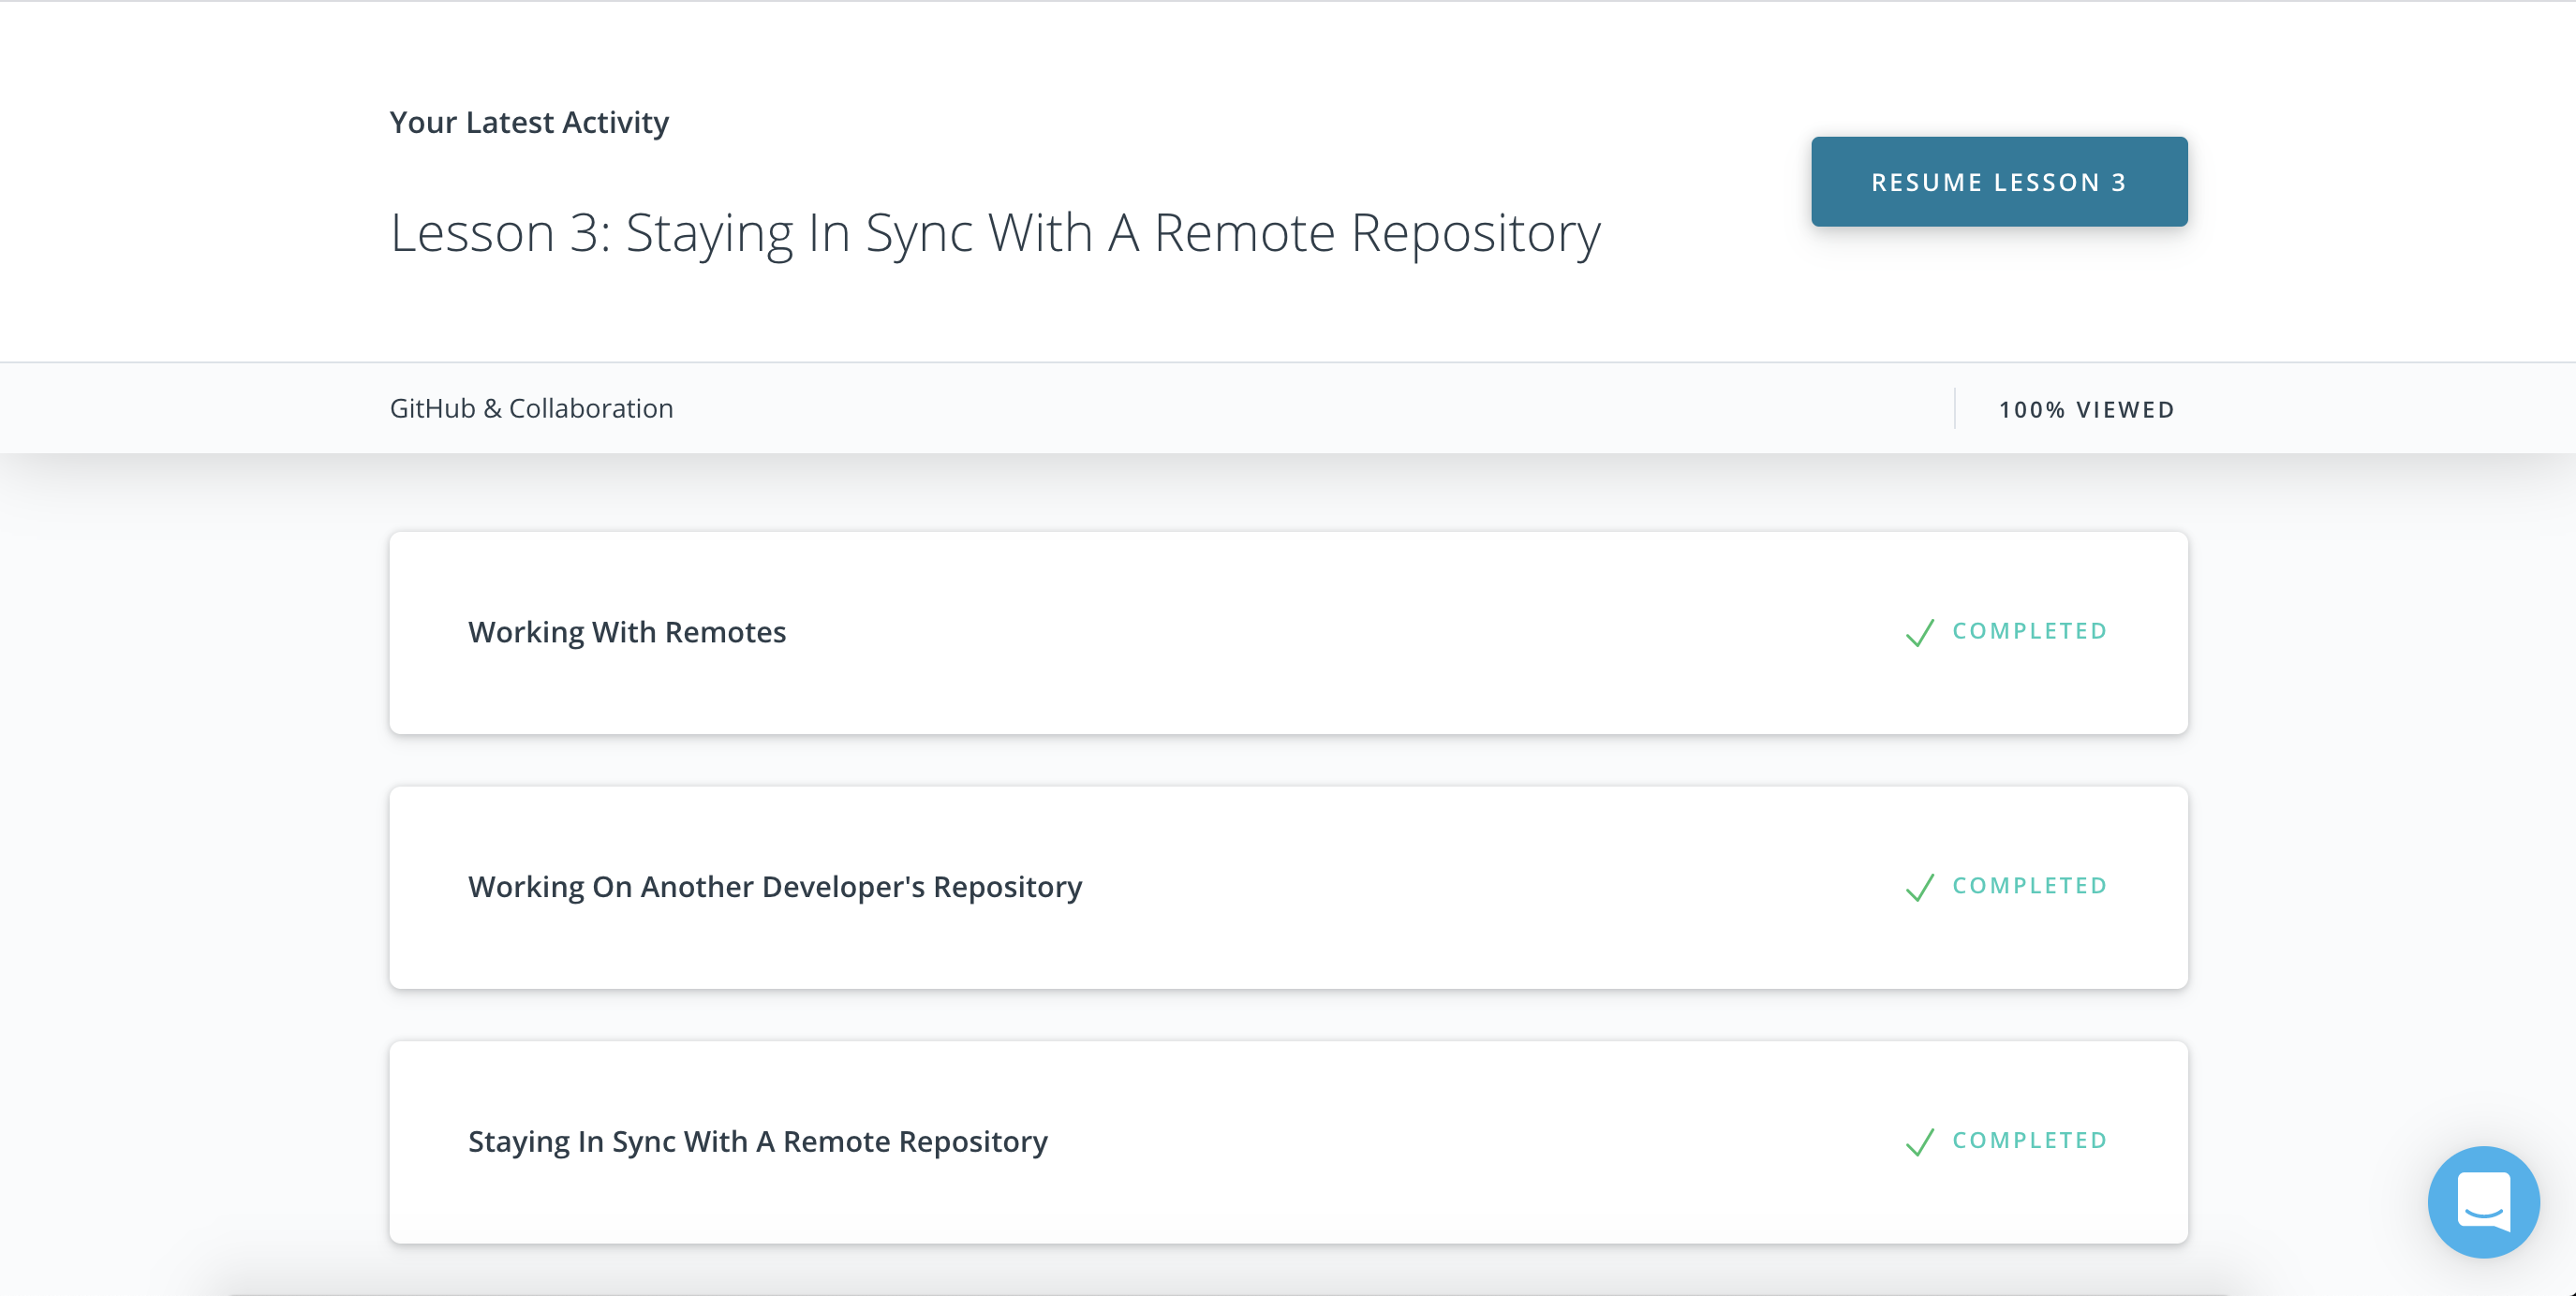 Your Latest Activity
RESUME LESSON 3
Lesson 3: Staying In Sync With A Remote Repository
GitHub & Collaboration
100% VIEWED
Working With Remotes
COMPLETED
Working On Another Developer's Repository
COMPLETED
Staying In Sync With A Remote Repository
COMPLETED